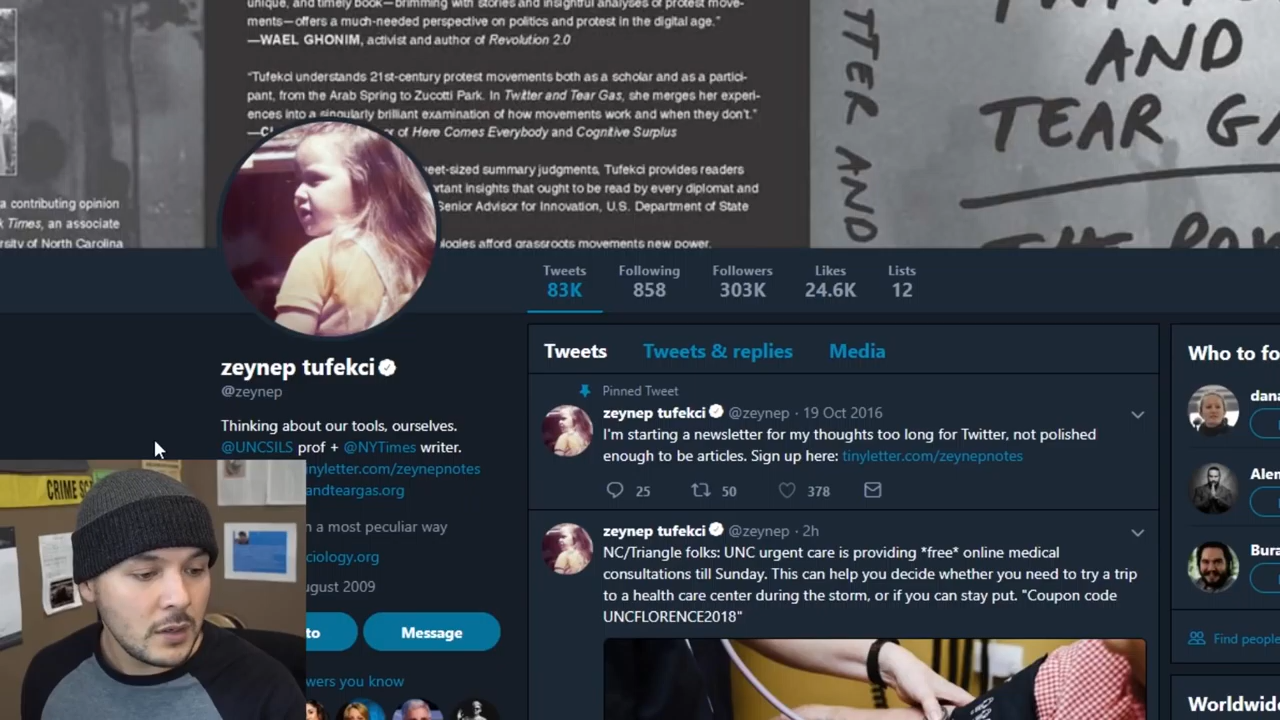 unique, and timely book—brimming with stories and insightful analyses of protest move-
ments—offers a much-needed perspective on politics and protest in the digital age."
—WAEL GHONIM, activist and author of Revolution 2.0
"Tufekci understands 21st-century protest movements both as a scholar and as a partici-
pant, from the Arab Spring to Zucotti Park. In Twitter and Tear Gas, she merges her experi-
ences into a singularly brilliant examination of how movements work and when they don't."
of Here Comes Everybody and Cognitive Surplus
summary judgments, Tufekci provides readers
insights that ought to be read by every diplomat and
Senior Advisor for Innovation, U.S. Department of State
afford grassroots movements new power.
a contributing opinion
Times, an associate
of North Carolina
AND
AND
TEAR
THE
Tweets
83K
Following
858
Followers
303K
Likes
24.6K
Lists
12
zeynep tufekci
@zeynep
Thinking about our tools, ourselves.
@UNCSILS prof + @NYTimes writer.
tinyletter.com/zeynepnotes
andteargas.org
a most peculiar way
ciology.org
ugust 2009
to
Message
you know
CRIME
Tweets
Tweets & replies
Media
Pinned Tweet
zeynep tufekci @zeynep · 19 Oct 2016
I'm starting a newsletter for my thoughts too long for Twitter, not polished
enough to be articles. Sign up here: tinyletter.com/zeynepnotes
25
50
378
zeynep tufekci @zeynep · 2h
NC/Triangle folks: UNC urgent care is providing *free* online medical
consultations till Sunday. This can help you decide whether you need to try a trip
to a health care center during the storm, or if you can stay put. "Coupon code
UNCFLORENCE2018"
Who to fo
dana
Alen
Bura
Find people
Worldwide